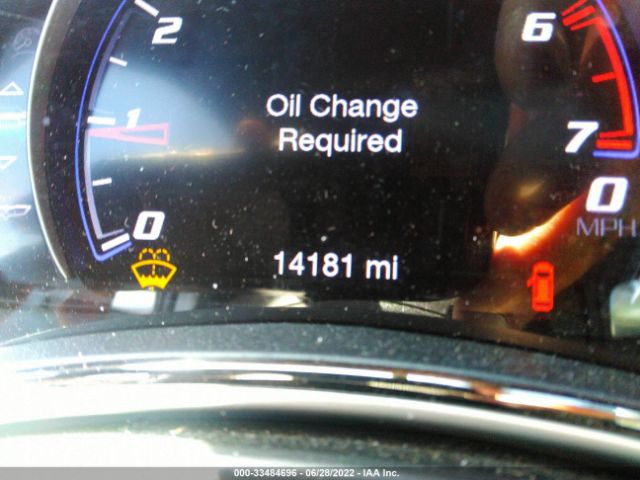 2
6
Oil Change
1
Required
7
0
0
MPH
14181 mi
000-33484696 - 06/28/2022 - IAA Inc.